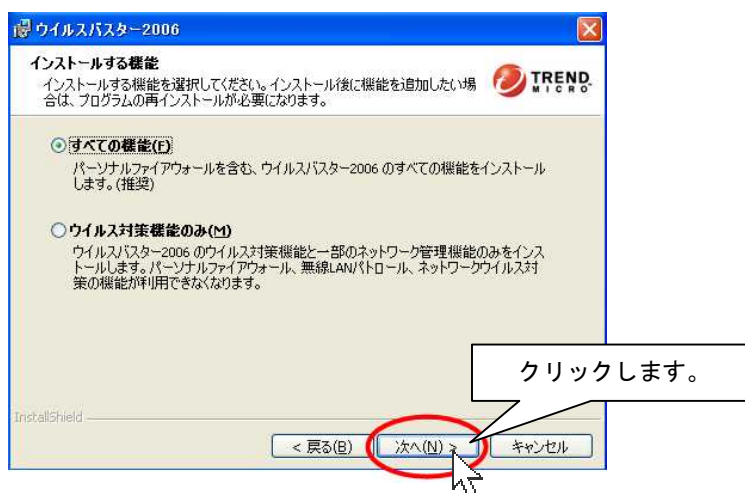 ウイルスバスター2006
インストールする機能
インストールする機能を選択してください。インストール後に機能を追加したい場
合は、プログラムの再インストールが必要になります。
TREND
MICRO
すべての機能(F)
パーソナルファイアウォールを含む、ウイルスバスター2006 のすべての機能をインストール
します。(推奨)
ウイルス対策機能のみ(M)
ウイルスバスター2006 のウイルス対策機能と一部のネットワーク管理機能のみをインス
トールします。パーソナルファイアウォール、無線LANパトロール、ネットワークウイルス対
策の機能が利用できなくなります。
クリックします。
InstallShield
< 戻る(B)
次へ(N) >
キャンセル